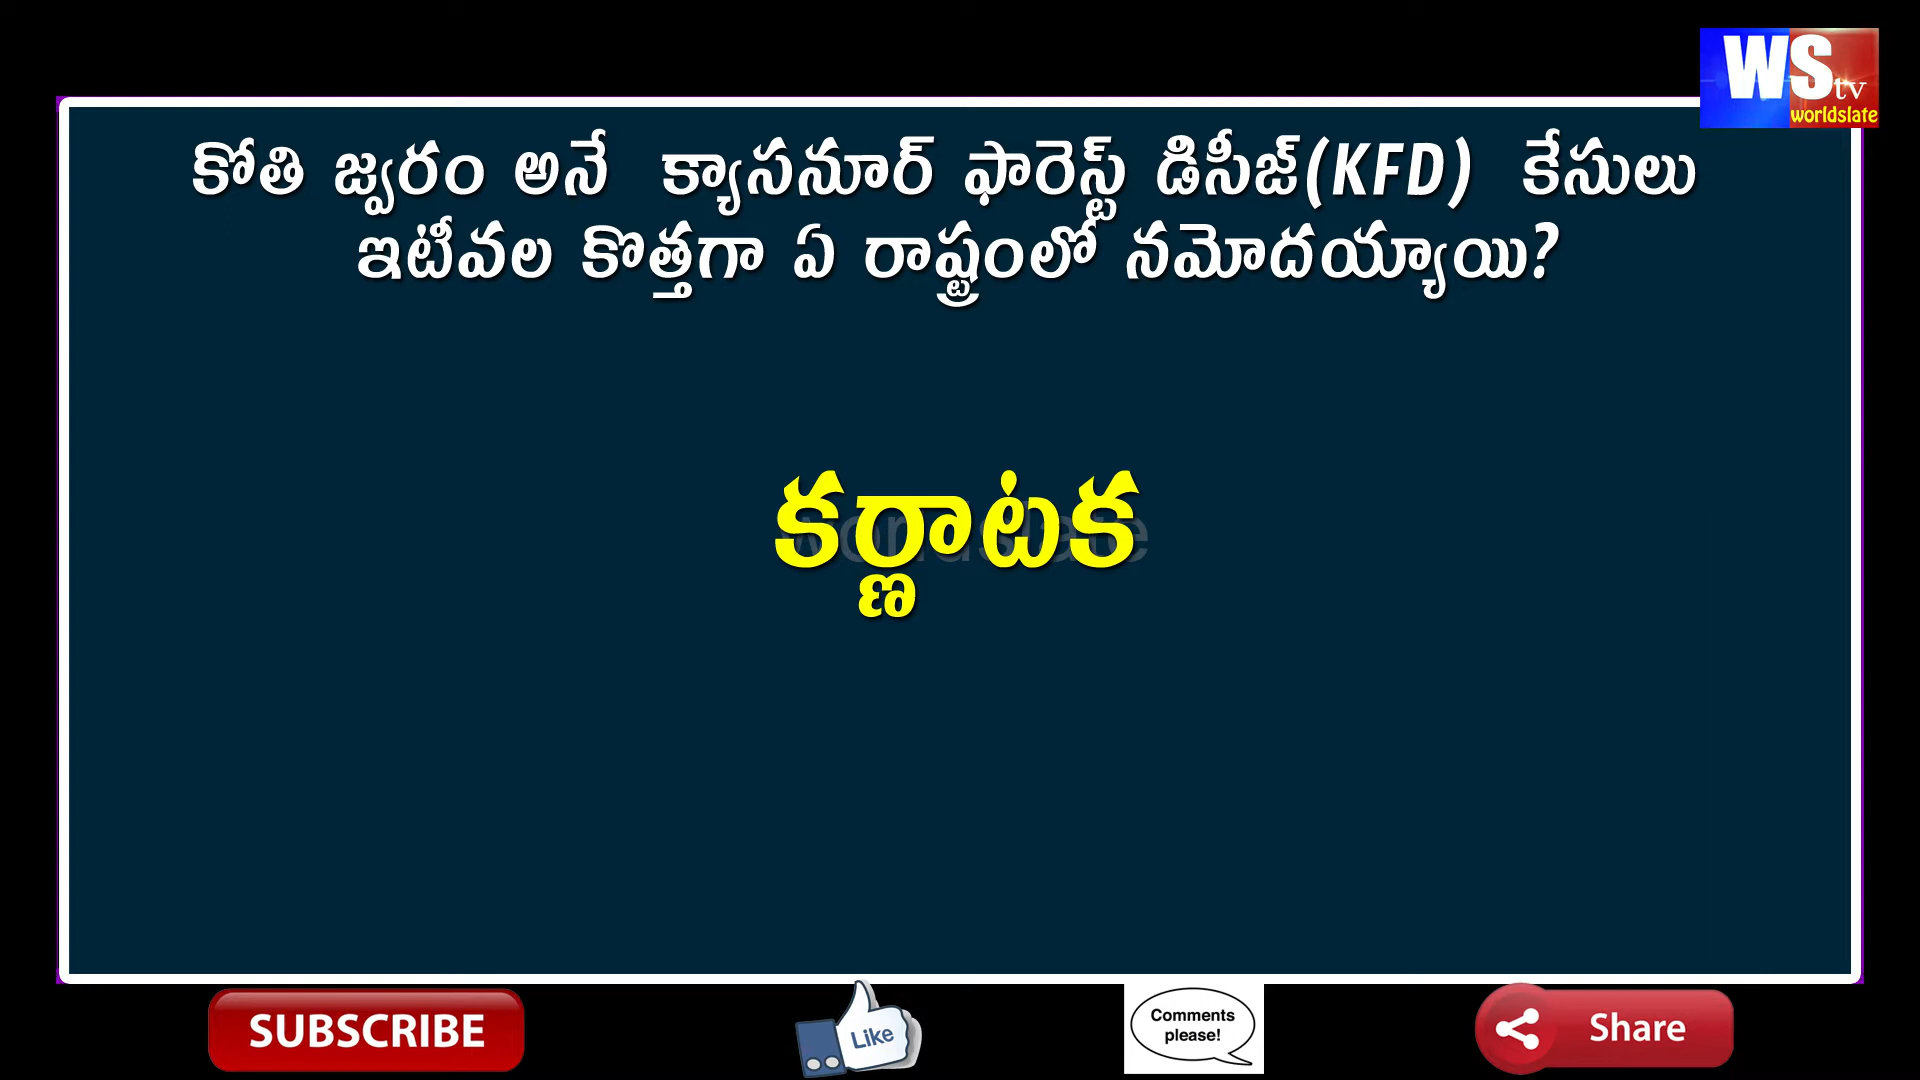 WS tv
worldslate
కోతి జ్వరం అనే క్యాసనూర్ ఫారెస్ట్ డిసీజ్(KFD) కేసులు
ఇటీవల కొత్తగా ఏ రాష్ట్రంలో నమోదయ్యాయి?
కర్ణాటక
worldslate
SUBSCRIBE
Like
Comments
please!
Share